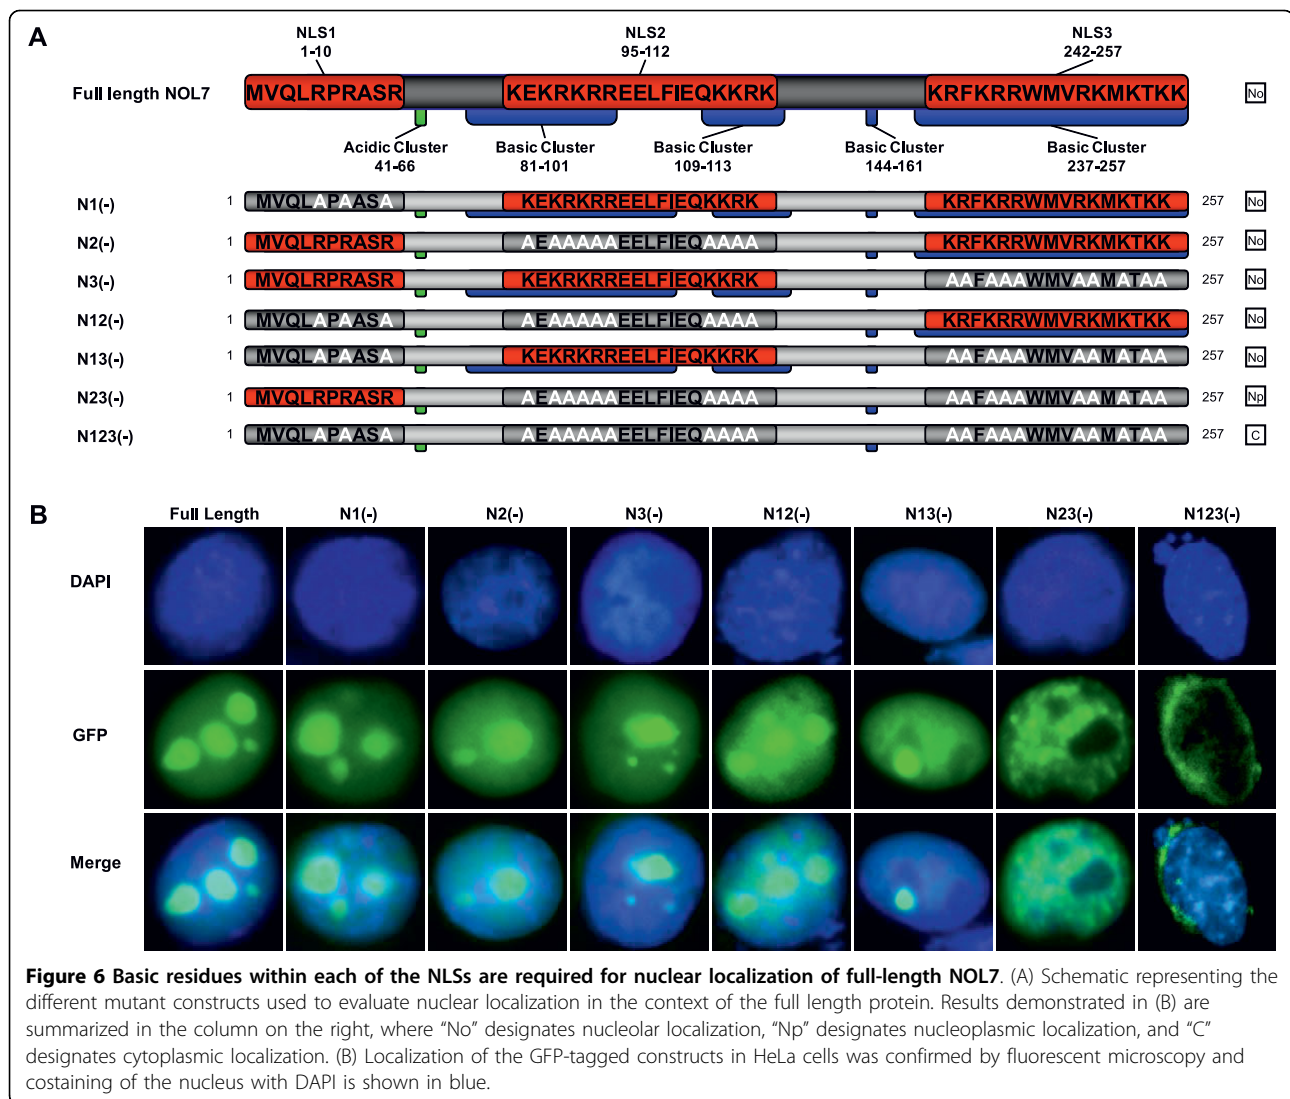 A
NLS1
1-10
NLS2
95-112
NLS3
242-257
Full length NOL7
MVQLRPRASR
KEKRKRREELFIEQKKRK
KRFKRRWMVRKMKTKK
No
Acidic Cluster
41-66
Basic Cluster
81-101
Basic Cluster
109-113
Basic Cluster
144-161
Basic Cluster
237-257
N1(-) 1 MVQLAPAASA KEKRKRREELFIEQKKRK KRFKRRWMVRKMKTKK 257 No
N2(-) 1 MVQLRPRASR AEAAAAAEELFIEQAAAA KRFKRRWMVRKMKTKK 257 No
N3(-) 1 MVQLRPRASR KEKRKRREELFIEQKKRK AAFAAAWMVAAMATAA 257 No
N12(-) 1 MVQLAPAASA AEAAAAAEELFIEQAAAA KRFKRRWMVRKMKTKK 257 No
N13(-) 1 MVQLAPAASA KEKRKRREELFIEQKKRK AAFAAAWMVAAMATAA 257 No
N23(-) 1 MVQLRPRASR AEAAAAAEELFIEQAAAA AAFAAAWMVAAMATAA 257 Np
N123(-) 1 MVQLAPAASA AEAAAAAEELFIEQAAAA AAFAAAWMVAAMATAA 257 C
B
Full Length N1(-) N2(-) N3(-) N12(-) N13(-) N23(-) N123(-)
DAPI
GFP
Merge
Figure 6 Basic residues within each of the NLSs are required for nuclear localization of full-length NOL7. (A) Schematic representing the
different mutant constructs used to evaluate nuclear localization in the context of the full length protein. Results demonstrated in (B) are
summarized in the column on the right, where “No” designates nucleolar localization, “Np” designates nucleoplasmic localization, and “C”
designates cytoplasmic localization. (B) Localization of the GFP-tagged constructs in HeLa cells was confirmed by fluorescent microscopy and
costaining of the nucleus with DAPI is shown in blue.